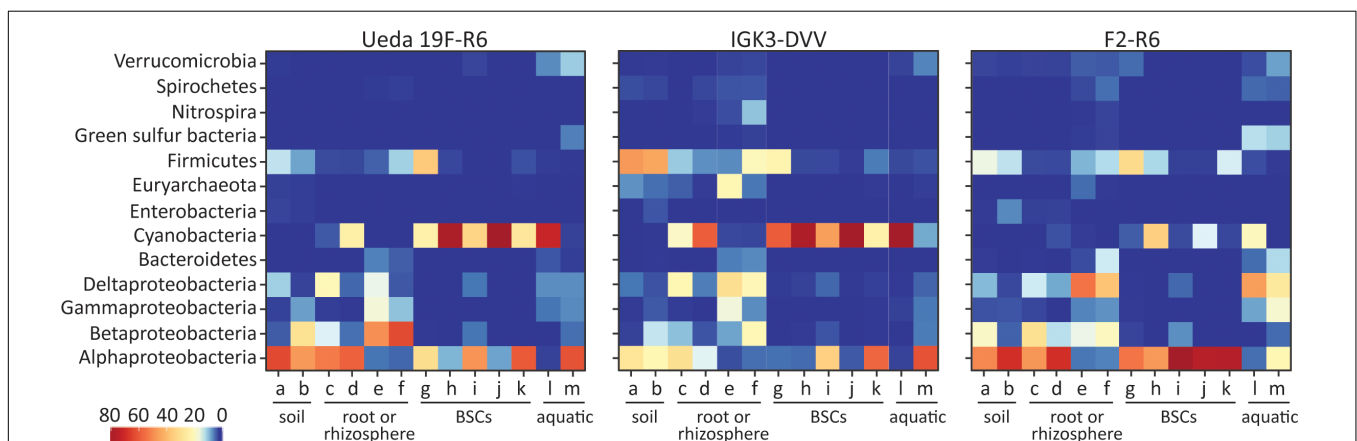 Ueda 19F-R6 IGK3-DVV F2-R6
Verrucomicrobia
Spirochetes
Nitrospira
Green sulfur bacteria
Firmicutes
Euryarchaeota
Enterobacteria
Cyanobacteria
Bacteroidetes
Deltaproteobacteria
Gammaproteobacteria
Betaproteobacteria
Alphaproteobacteria
a b c d e f g h i j k l m a b c d e f g h i j k l m a b c d e f g h i j k l m
soil root or rhizosphere BSCs aquatic soil root or rhizosphere BSCs aquatic soil root or rhizosphere BSCs aquatic
80 60 40 20 0